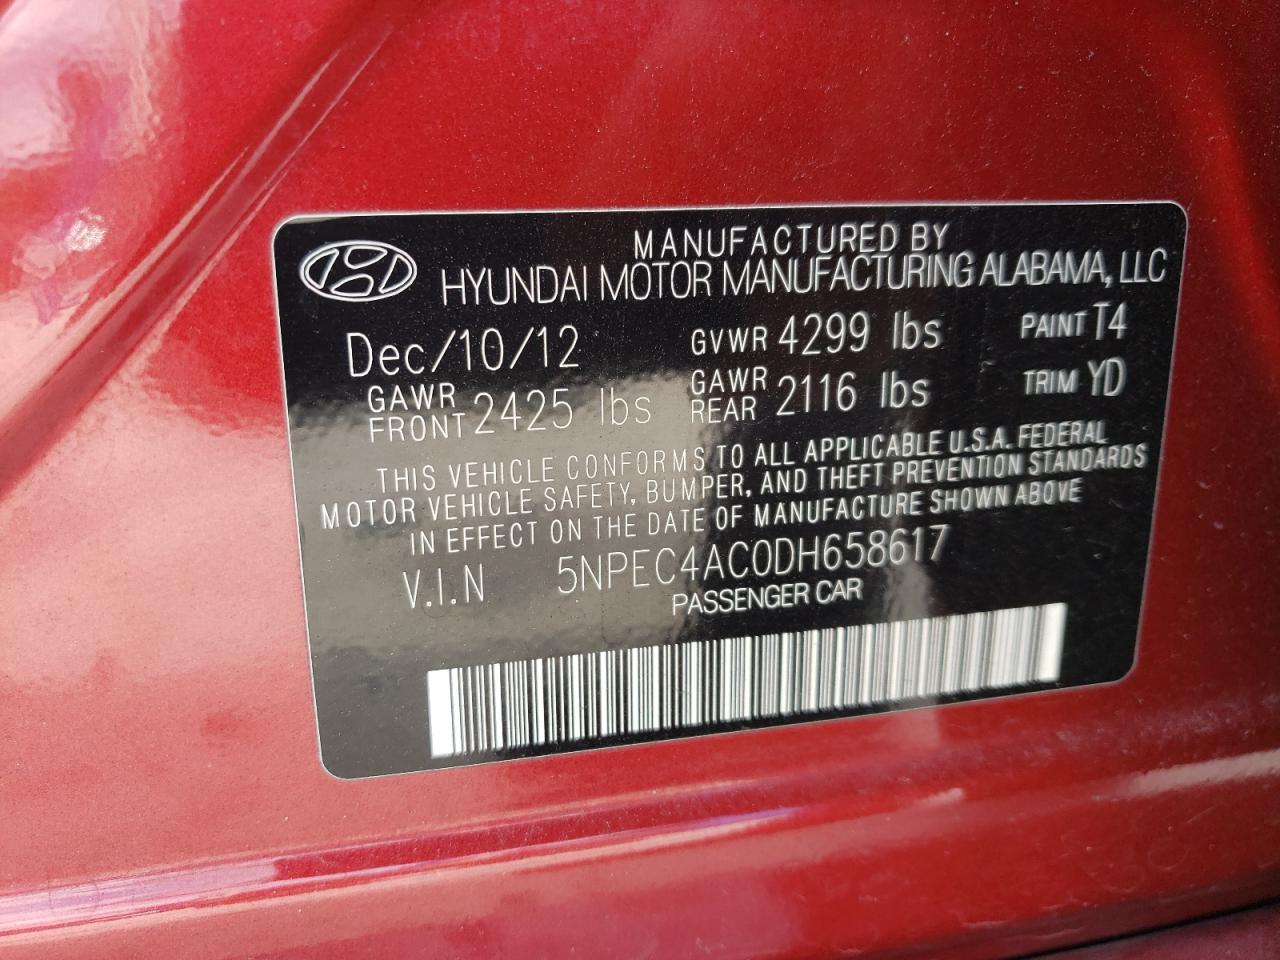 MANUFACTURED BY
HYUNDAI MOTOR MANUFACTURING ALABAMA, LLC
Dec/10/12 GVWR 4299 lbs PAINT T4
GAWR FRONT 2425 lbs GAWR REAR 2116 lbs TRIM YD
THIS VEHICLE CONFORMS TO ALL APPLICABLE U.S.A. FEDERAL
MOTOR VEHICLE SAFETY, BUMPER, AND THEFT PREVENTION STANDARDS
IN EFFECT ON THE DATE OF MANUFACTURE SHOWN ABOVE
V.I.N 5NPEC4AC0DH658617
PASSENGER CAR